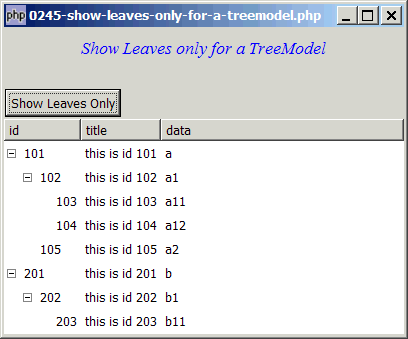 php 0245-show-leaves-only-for-a-treemodel.php
Show Leaves only for a TreeModel
Show Leaves Only
id title data
101 this is id 101 a
102 this is id 102 a1
103 this is id 103 a11
104 this is id 104 a12
105 this is id 105 a2
201 this is id 201 b
202 this is id 202 b1
203 this is id 203 b11